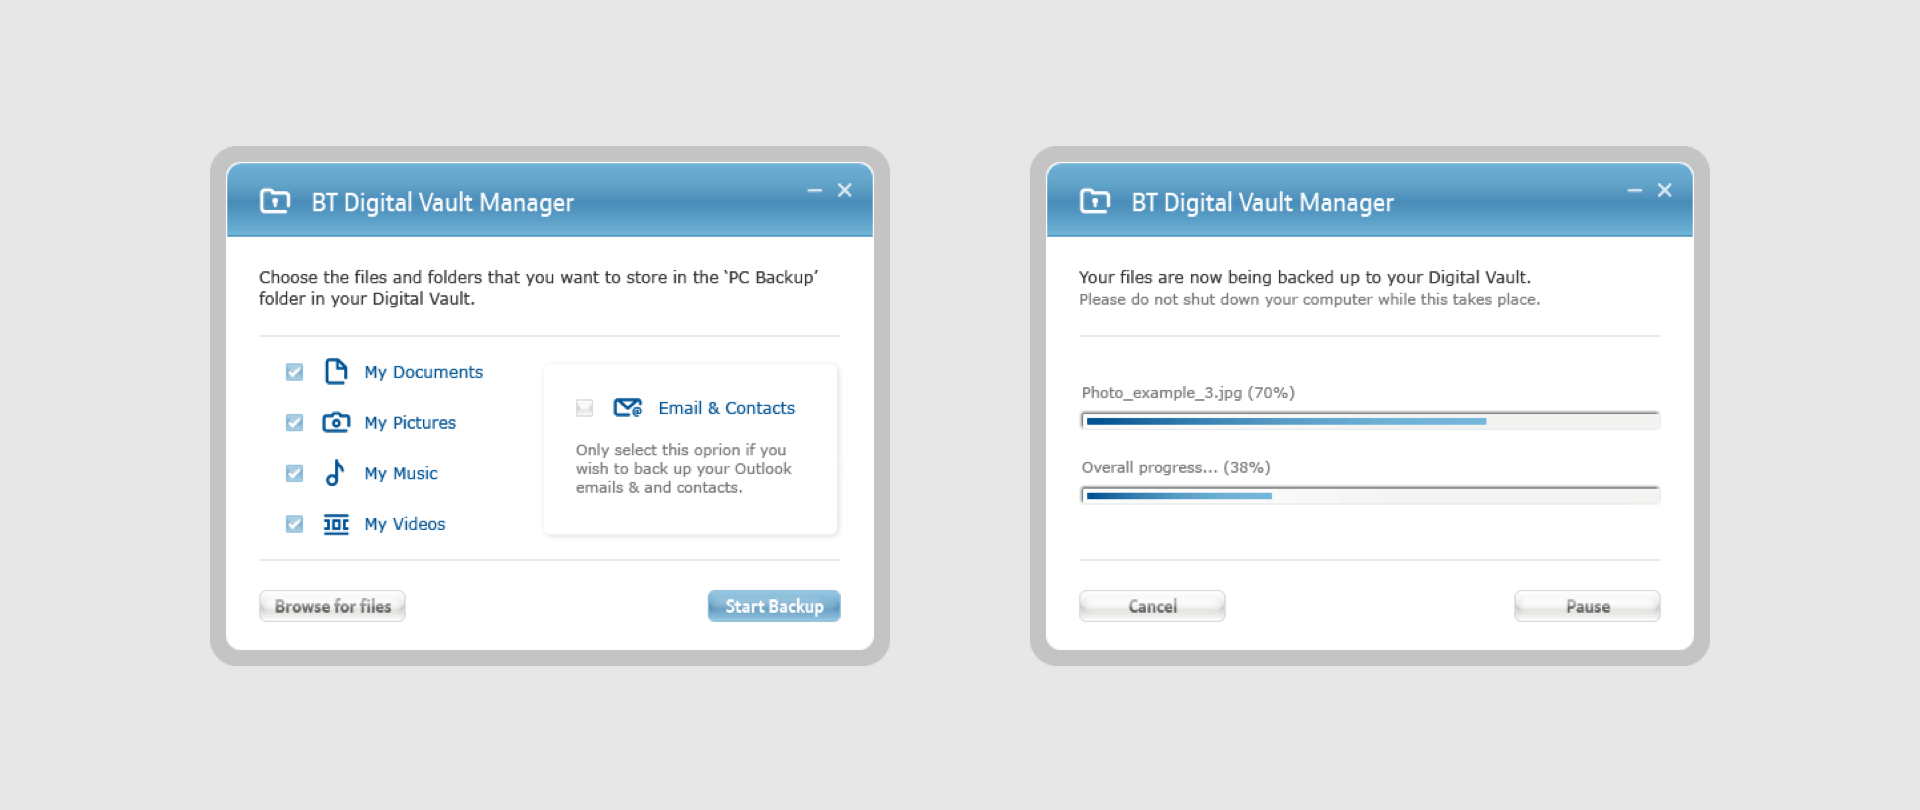 BT Digital Vault Manager
Choose the files and folders that you want to store in the ‘PC Backup’
folder in your Digital Vault.
My Documents
My Pictures
My Music
My Videos
Email & Contacts
Only select this oprion if you
wish to back up your Outlook
emails & and contacts.
Browse for files
Start Backup
BT Digital Vault Manager
Your files are now being backed up to your Digital Vault.
Please do not shut down your computer while this takes place.
Photo_example_3.jpg (70%)
Overall progress... (38%)
Cancel
Pause